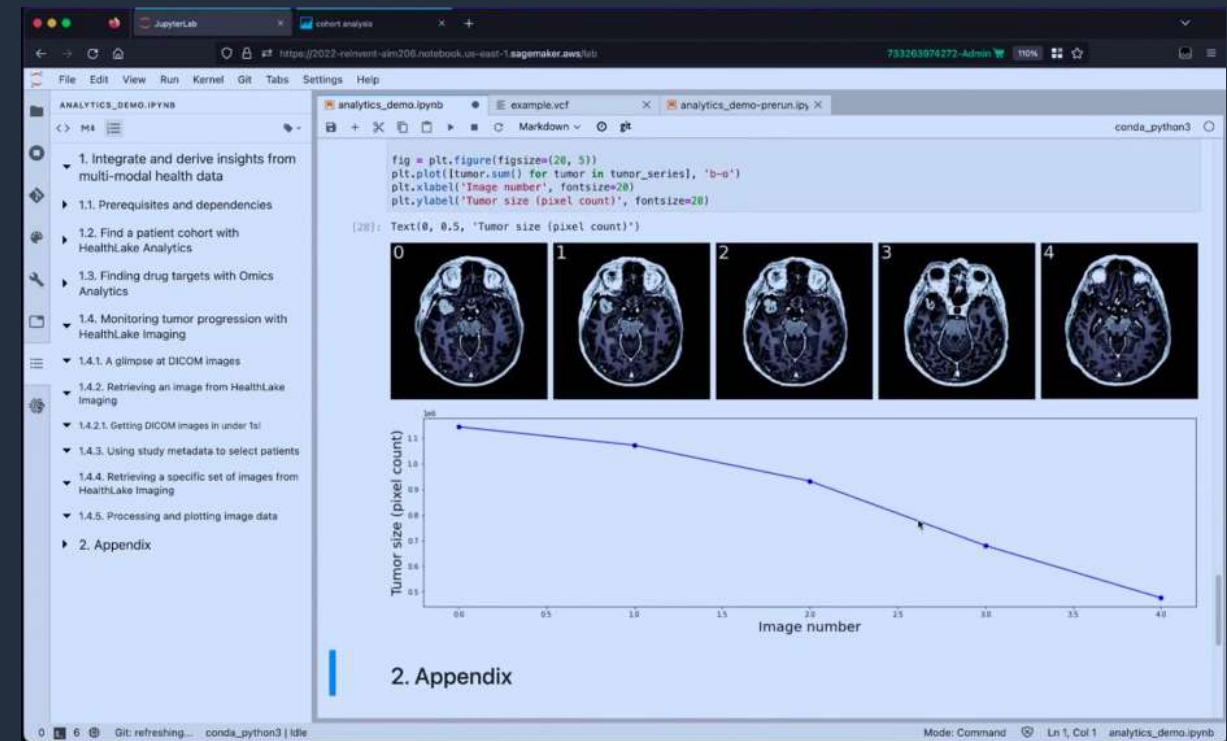 JupyterLab
cohort analysis
https://2022-reinvent-aim206.notebook.us-east-1.sagemaker.aws/lab
733263974272-Admin
110%
File Edit View Run Kernel Git Tabs Settings Help
ANALYTICS_DEMO.IPYNB
1. Integrate and derive insights from
multi-modal health data
1.1. Prerequisites and dependencies
1.2. Find a patient cohort with
HealthLake Analytics
1.3. Finding drug targets with Omics
Analytics
1.4. Monitoring tumor progression with
HealthLake Imaging
1.4.1. A glimpse at DICOM images
1.4.2. Retrieving an image from HealthLake
Imaging
1.4.2.1. Getting DICOM images in under 1s!
1.4.3. Using study metadata to select patients
1.4.4. Retrieving a specific set of images from
HealthLake Imaging
1.4.5. Processing and plotting image data
2. Appendix
analytics_demo.ipynb
example.vcf
analytics_demo-prerun.ipy
Markdown
git
conda_python3
fig = plt.figure(figsize=(20, 5))
plt.plot([tumor.sum() for tumor in tumor_series], 'b-o')
plt.xlabel('Image number', fontsize=20)
plt.ylabel('Tumor size (pixel count)', fontsize=20)
[28]: Text(0, 0.5, 'Tumor size (pixel count)')
0 1 2 3 4
1e6
1.1
1.0
0.9
0.8
0.7
0.6
0.5
Tumor size (pixel count)
0.0 0.5 1.0 1.5 2.0 2.5 3.0 3.5 4.0
Image number
2. Appendix
0 6 Git: refreshing... conda_python3 | Idle
Mode: Command Ln 1, Col 1 analytics_demo.ipynb